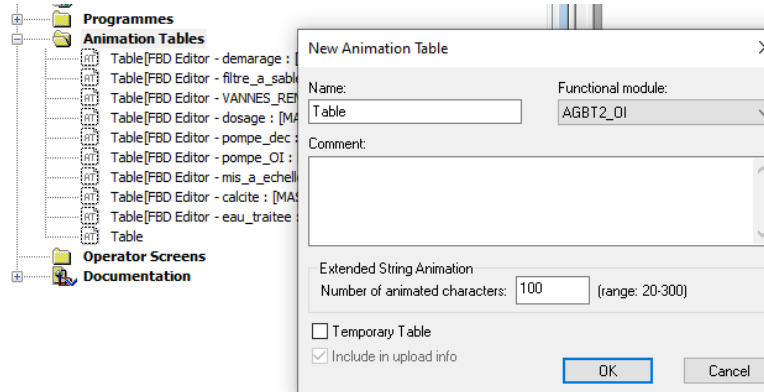 Programmes
Animation Tables
Table[FBD Editor - demarage : [
Table[FBD Editor - filtre_a_sable
Table[FBD Editor - VANNES_REM
Table[FBD Editor - dosage : [MA
Table[FBD Editor - pompe_dec :
Table[FBD Editor - pompe_OI :
Table[FBD Editor - mis_a_echelle
Table[FBD Editor - calcite : [MAS
Table[FBD Editor - eau_traitee :
Table
Operator Screens
Documentation
New Animation Table
Name:
Functional module:
Table
AGBT2_OI
Comment:
Extended String Animation
Number of animated characters: 100 (range: 20-300)
Temporary Table
Include in upload info
OK Cancel